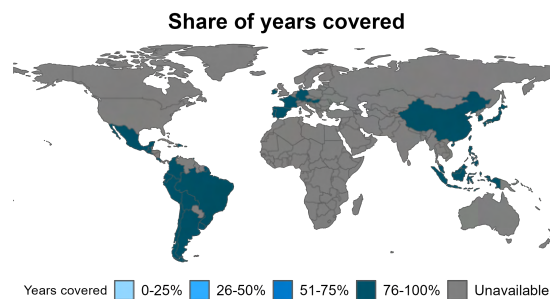 Share of years covered
Years covered 0-25% 26-50% 51-75% 76-100% Unavailable